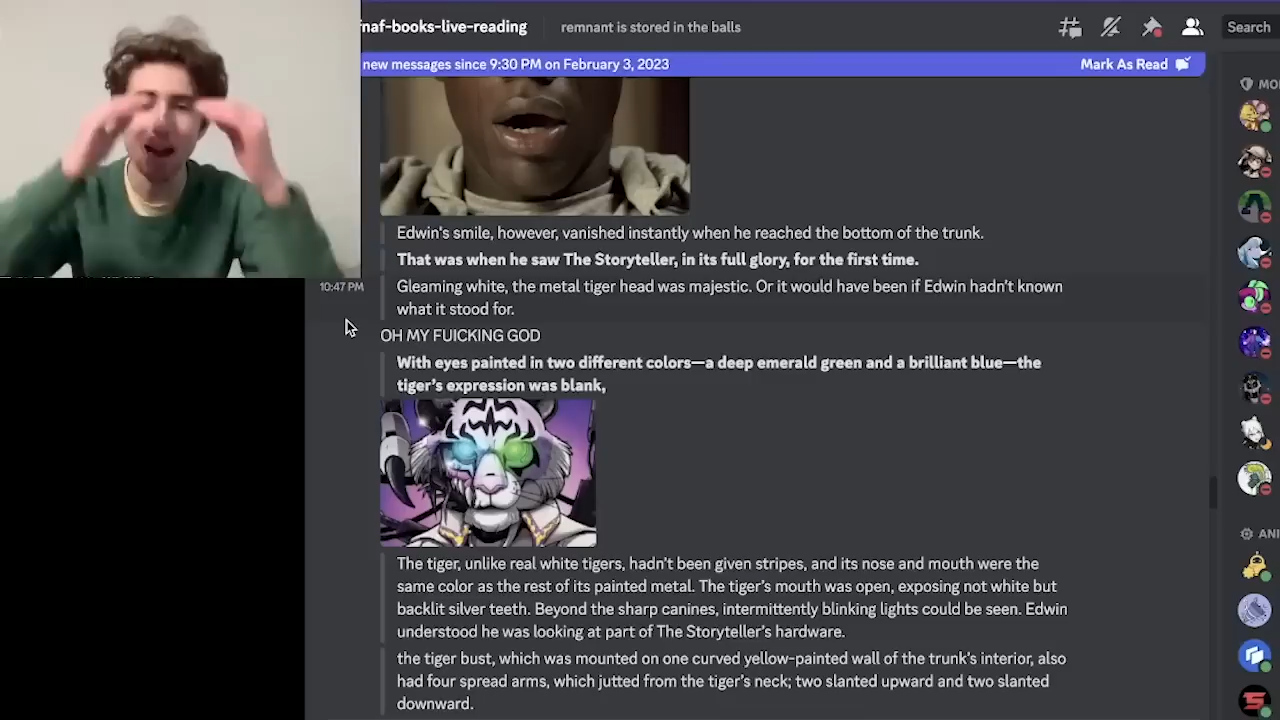 fnaf-books-live-reading
remnant is stored in the balls
Search
new messages since 9:30 PM on February 3, 2023
Mark As Read
MO
Edwin's smile, however, vanished instantly when he reached the bottom of the trunk.
That was when he saw The Storyteller, in its full glory, for the first time.
10:47 PM
Gleaming white, the metal tiger head was majestic. Or it would have been if Edwin hadn't known
what it stood for.
OH MY FUICKING GOD
With eyes painted in two different colors—a deep emerald green and a brilliant blue—the
tiger's expression was blank,
ANI
The tiger, unlike real white tigers, hadn't been given stripes, and its nose and mouth were the
same color as the rest of its painted metal. The tiger's mouth was open, exposing not white but
backlit silver teeth. Beyond the sharp canines, intermittently blinking lights could be seen. Edwin
understood he was looking at part of The Storyteller's hardware.
the tiger bust, which was mounted on one curved yellow-painted wall of the trunk's interior, also
had four spread arms, which jutted from the tiger's neck; two slanted upward and two slanted
downward.